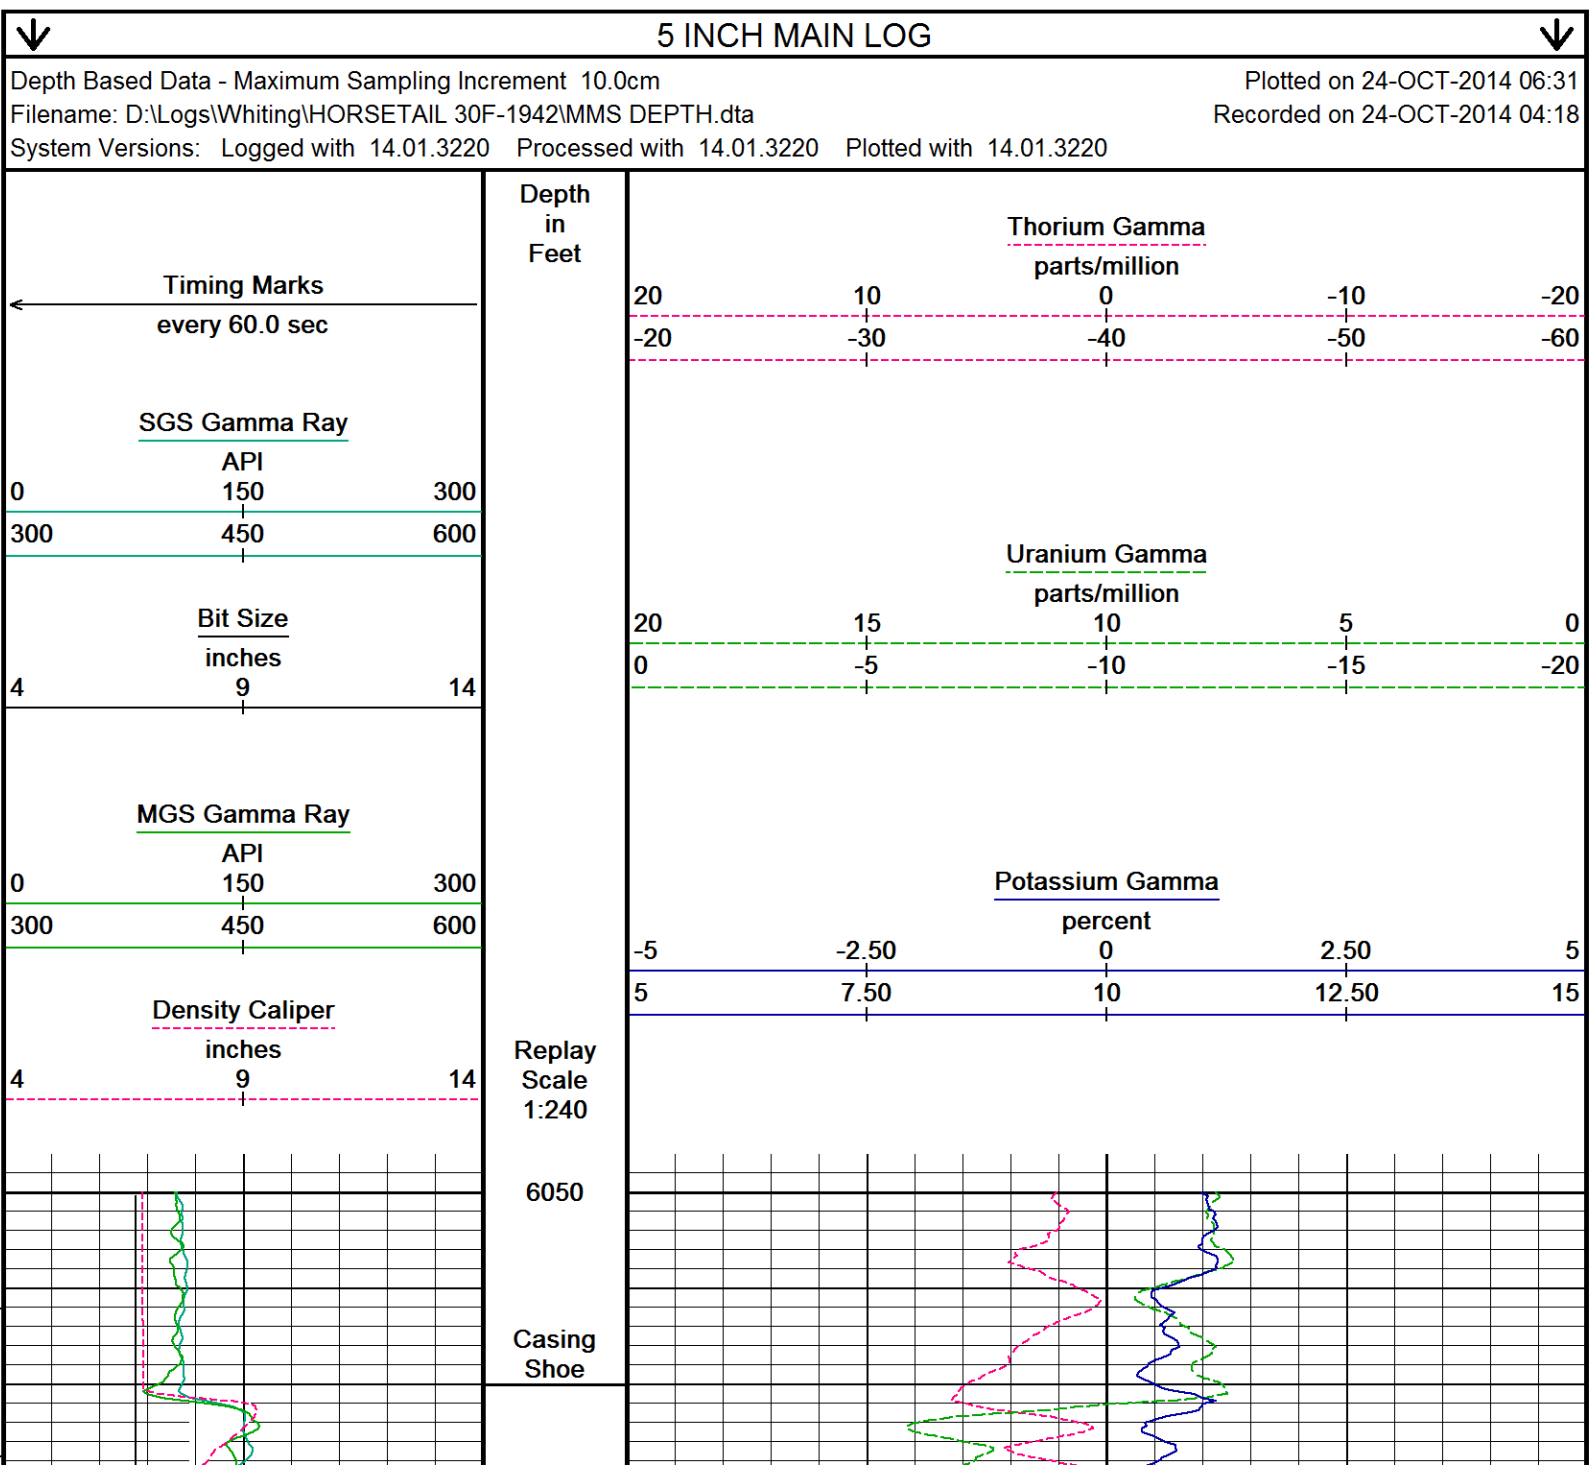 5 INCH MAIN LOG
Depth Based Data - Maximum Sampling Increment 10.0cm
Plotted on 24-OCT-2014 06:31
Filename: D:\Logs\Whiting\HORSETAIL 30F-1942\MMS DEPTH.dta
Recorded on 24-OCT-2014 04:18
System Versions: Logged with 14.01.3220 Processed with 14.01.3220 Plotted with 14.01.3220
Timing Marks
every 60.0 sec
SGS Gamma Ray
API
0 150 300
300 450 600
Bit Size
inches
4 9 14
MGS Gamma Ray
API
0 150 300
300 450 600
Density Caliper
inches
4 9 14
Depth
in
Feet
Replay
Scale
1:240
6050
Casing
Shoe
Thorium Gamma
parts/million
20 10 0 -10 -20
-20 -30 -40 -50 -60
Uranium Gamma
parts/million
20 15 10 5 0
0 -5 -10 -15 -20
Potassium Gamma
percent
-5 -2.50 0 2.50 5
5 7.50 10 12.50 15